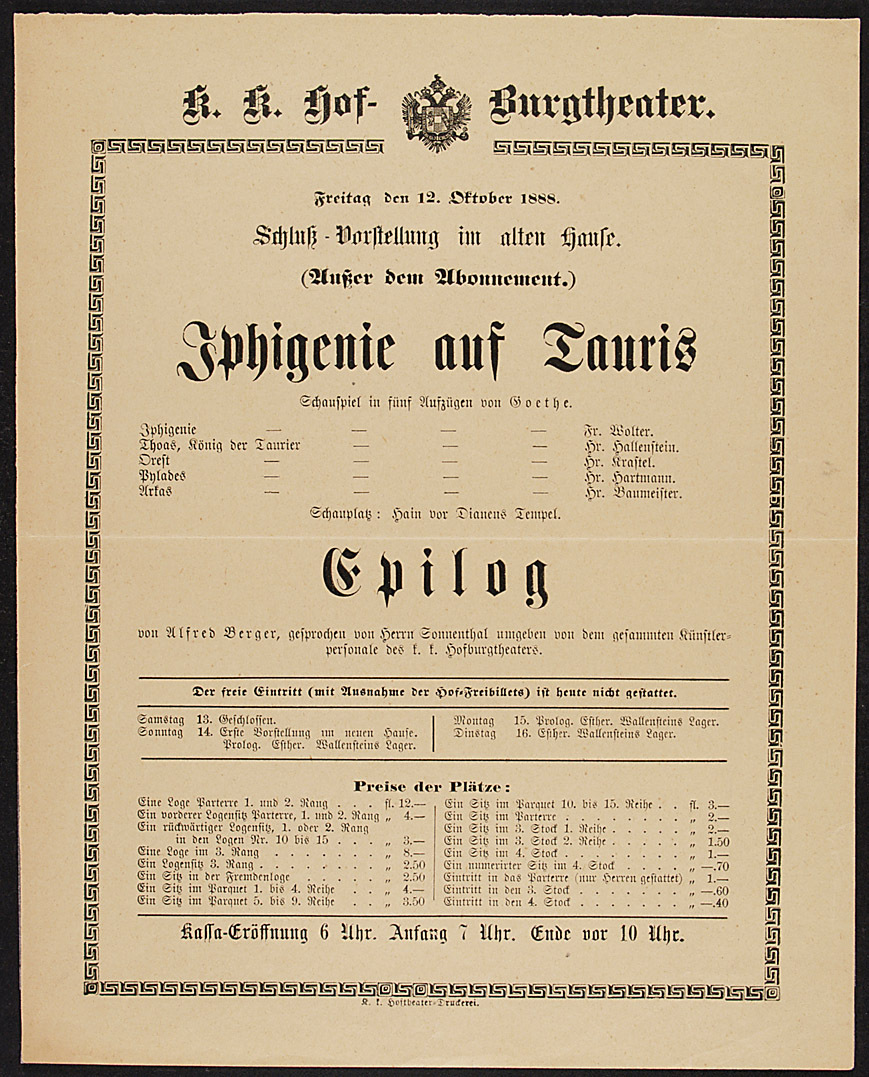 K. K. Hof-Burgtheater.
Freitag den 12. Oktober 1888.
Schluß-Vorstellung im alten Hause.
(Außer dem Abonnement.)
Iphigenie auf Tauris
Schauspiel in fünf Aufzügen von Goethe.
Iphigenie — — — — Fr. Wolter.
Thoas, König der Taurier — — — Hr. Hallenstein.
Orest — — — — Hr. Krastel.
Pylades — — — — Hr. Hartmann.
Arkas — — — — Hr. Baumeister.
Schauplatz: Hain vor Dianens Tempel.
Epilog
von Alfred Berger, gesprochen von Herrn Sonnenthal umgeben von dem gesammten Künstler-
personale des k. k. Hofburgtheaters.
Der freie Eintritt (mit Ausnahme der Hof-Freibillets) ist heute nicht gestattet.
Samstag 13. Geschlossen.
Sonntag 14. Erste Vorstellung im neuen Hause.
Prolog. Esther. Wallensteins Lager.
Montag 15. Prolog. Esther. Wallensteins Lager.
Dinstag 16. Esther. Wallensteins Lager.
Preise der Plätze:
Eine Loge Parterre 1. und 2. Rang . . . fl. 12.—
Ein vorderer Logensitz Parterre, 1. und 2. Rang „ 4.—
Ein rückwärtiger Logensitz, 1. oder 2. Rang
in den Logen Nr. 10 bis 15 . . . . „ 3.—
Eine Loge im 3. Rang . . . . . . . „ 8.—
Ein Logensitz 3. Rang . . . . . . . „ 2.50
Ein Sitz in der Fremdenloge . . . . „ 2.50
Ein Sitz im Parquet 1. bis 4. Reihe . . „ 4.—
Ein Sitz im Parquet 5. bis 9. Reihe . . „ 3.50
Ein Sitz im Parquet 10. bis 15. Reihe . . fl. 3.—
Ein Sitz im Parterre . . . . . . . . „ 2.—
Ein Sitz im 3. Stock 1. Reihe . . . . . „ 2.—
Ein Sitz im 3. Stock 2. Reihe . . . . . „ 1.50
Ein Sitz im 4. Stock . . . . . . . . „ 1.—
Ein numerirter Sitz im 4. Stock . . . . „ —.70
Eintritt in das Parterre (nur Herren gestattet) „ 1.—
Eintritt in den 3. Stock . . . . . . . „ —.60
Eintritt in den 4. Stock . . . . . . . „ —.40
Kassa-Eröffnung 6 Uhr. Anfang 7 Uhr. Ende vor 10 Uhr.
K. k. Hoftheater-Druckerei.